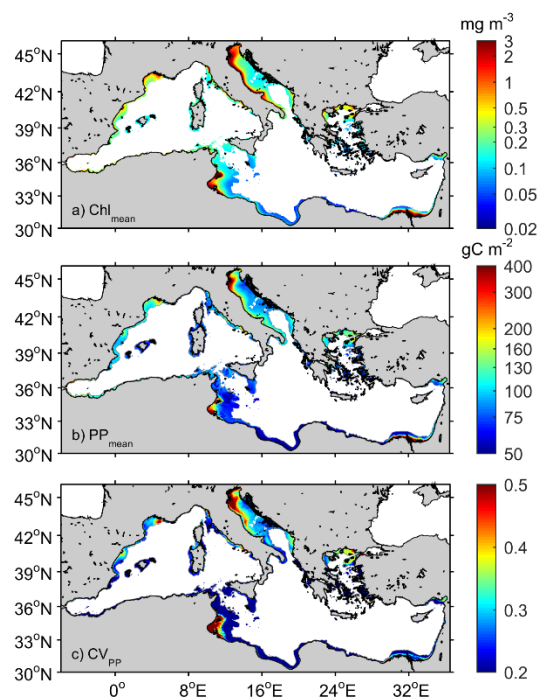 mg m⁻³
45°N
42°N
39°N
36°N
33°N
30°N
a) Chl_mean
3
2
1
0.5
0.3
0.2
0.1
0.05
0.02
gC m⁻²
45°N
42°N
39°N
36°N
33°N
30°N
b) PP_mean
400
300
200
160
130
100
75
50
45°N
42°N
39°N
36°N
33°N
30°N
c) CV_PP
0.5
0.4
0.3
0.2
0°
8°E
16°E
24°E
32°E